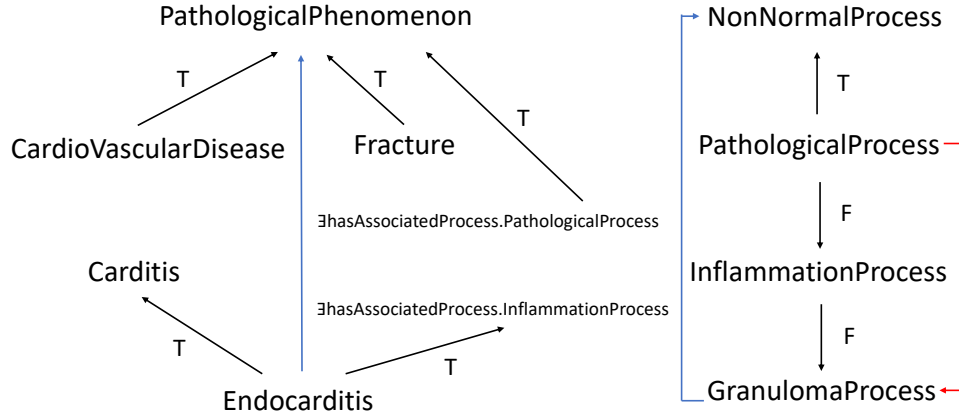 PathologicalPhenomenon
T
T
T
CardioVascularDisease
Fracture
∃hasAssociatedProcess.PathologicalProcess
Carditis
∃hasAssociatedProcess.InflammationProcess
T
T
Endocarditis
NonNormalProcess
T
PathologicalProcess
F
InflammationProcess
F
GranulomaProcess